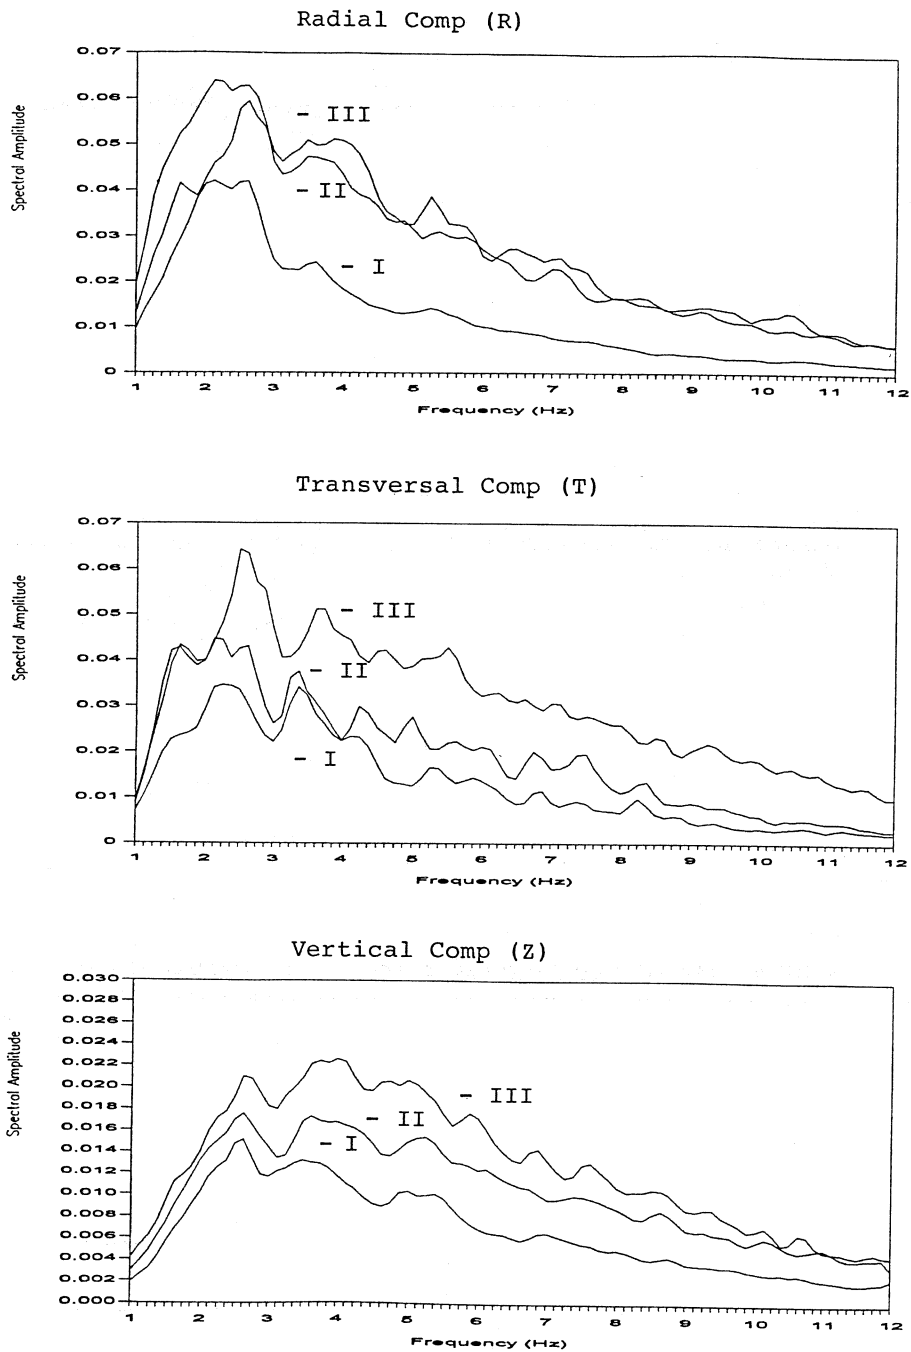 Radial Comp (R)
0.07
0.06
0.05
0.04
0.03
0.02
0.01
0
Spectral Amplitude
- III
- II
- I
1 2 3 4 5 6 7 8 9 10 11 12
Frequency (Hz)
Transversal Comp (T)
0.07
0.06
0.05
0.04
0.03
0.02
0.01
0
Spectral Amplitude
- III
- II
- I
1 2 3 4 5 6 7 8 9 10 11 12
Frequency (Hz)
Vertical Comp (Z)
0.030
0.028
0.026
0.024
0.022
0.020
0.018
0.016
0.014
0.012
0.010
0.008
0.006
0.004
0.002
0.000
Spectral Amplitude
- III
- II
- I
1 2 3 4 5 6 7 8 9 10 11 12
Frequency (Hz)